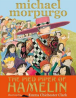 michael
morpurgo
THE PIED PIPER OF
HAMELIN
Emma Chichester Clark